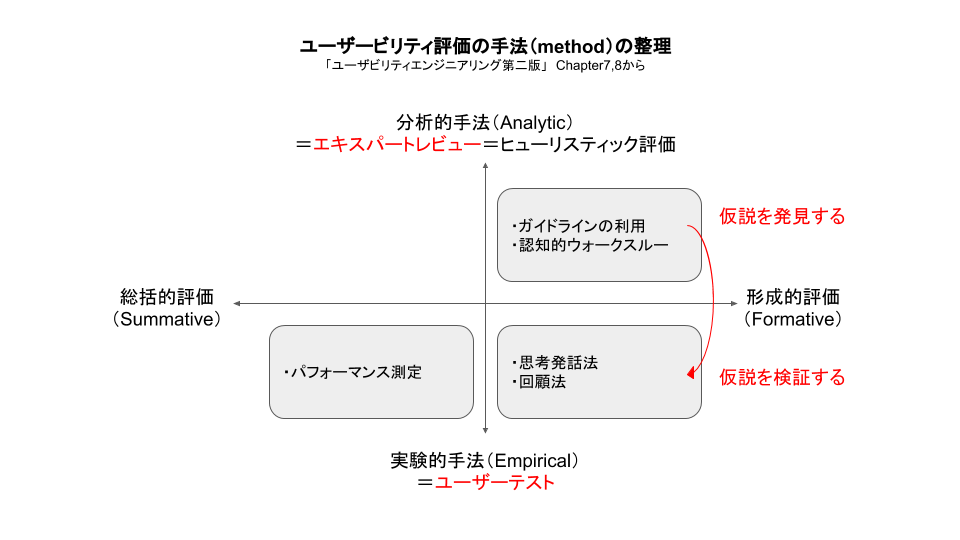 ユーザービリティ評価の手法（method）の整理
「ユーザビリティエンジニアリング第二版」 Chapter7,8から
分析的手法（Analytic）
＝エキスパートレビュー＝ヒューリスティック評価
・ガイドラインの利用
・認知的ウォークスルー
仮説を発見する
総括的評価
（Summative）
形成的評価
（Formative）
・パフォーマンス測定
・思考発話法
・回顧法
仮説を検証する
実験的手法（Empirical）
＝ユーザーテスト